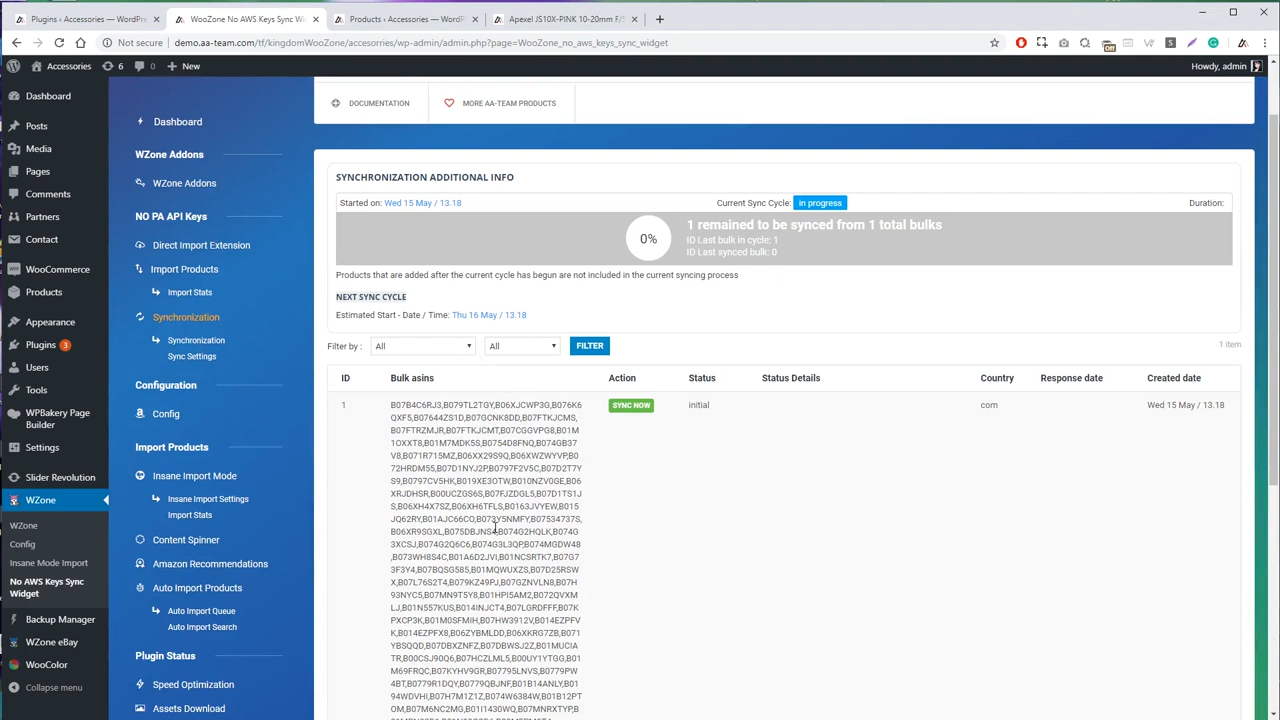 Plugins ‹ Accessories — WordPre
WooZone No AWS Keys Sync Wi
Products ‹ Accessories — WordP
Apexel JS10X-PINK 10-20mm F/5
Not secure
demo.aa-team.com/tf/kingdomWooZone/accesorries/wp-admin/admin.php?page=WooZone_no_aws_keys_sync_widget
Off
Accessories
6
0
New
Howdy, admin
Dashboard
Posts
Media
Pages
Comments
Partners
Contact
WooCommerce
Products
Appearance
Plugins 3
Users
Tools
WPBakery Page
Builder
Settings
Slider Revolution
WZone
WZone
Config
Insane Mode Import
No AWS Keys Sync
Widget
Backup Manager
WZone eBay
WooColor
Collapse menu
Dashboard
WZone Addons
WZone Addons
NO PA API Keys
Direct Import Extension
Import Products
Import Stats
Synchronization
Synchronization
Sync Settings
Configuration
Config
Import Products
Insane Import Mode
Insane Import Settings
Import Stats
Content Spinner
Amazon Recommendations
Auto Import Products
Auto Import Queue
Auto Import Search
Plugin Status
Speed Optimization
Assets Download
DOCUMENTATION
MORE AA-TEAM PRODUCTS
SYNCHRONIZATION ADDITIONAL INFO
Started on: Wed 15 May / 13.18
Current Sync Cycle: in progress
Duration:
0%
1 remained to be synced from 1 total bulks
ID Last bulk in cycle: 1
ID Last synced bulk: 0
Products that are added after the current cycle has begun are not included in the current syncing process
NEXT SYNC CYCLE
Estimated Start - Date / Time: Thu 16 May / 13.18
Filter by : All All FILTER
1 item
ID Bulk asins Action Status Status Details Country Response date Created date
1 B07B4C6RJ3,B079TL2TGY,B06XJCWP3G,B076K6 SYNC NOW initial com Wed 15 May / 13.18
QXF5,B07644ZS1D,B07GCNK8DD,B07FTKJCMS,
B07FTRZMJR,B07FTKJCMT,B07CGGVPG8,B01M
1OXXT8,B01M7MDK5S,B0754D8FNQ,B074GB37
V8,B071R715MZ,B06XX29S9Q,B06XWZWYVP,B0
72HRDM55,B07D1NYJ2P,B0797F2V5C,B07D2T7Y
S9,B0797CV5HK,B019XE3OTW,B010NZV0GE,B06
XRJDHSR,B00UCZGS6S,B07FJZDGL5,B07D1TS1J
S,B06XH4X7SZ,B06XH6TFLS,B0163JVYEW,B015
JQ62RY,B01AJC66CO,B073Y5NMFY,B07534737S,
B06XR9SGXL,B075DBJNS4,B074G2HQLK,B074G
3XCSJ,B074G2Q6C6,B074G3L3QP,B074MGDW48
,B073WH8S4C,B01A6D2JVI,B01NCSRTK7,B07G7
3F3Y4,B07BQSG585,B01MQWUXZS,B07D25RSW
X,B07L76S2T4,B079KZ49PJ,B07GZNVLN8,B07H
93NYC5,B07MN9T5Y8,B01HPI5AM2,B072QVXM
LJ,B01N557KUS,B014INJCT4,B07LGRDFFF,B07K
PXCP3K,B01M0SFMIH,B07HW3912V,B014EZPFV
K,B014EZPFX8,B06ZYBMLDD,B06XKRG7ZB,B071
YBSQQD,B07DBXZNFZ,B07DBWSJ2Z,B01MUCIA
TR,B00CSJ90Q6,B07HCZLML5,B00UY1YTGG,B01
M69FRQC,B07KYHV9GR,B07795LNVS,B0779PW
4BT,B0779R1DQY,B0779QBJNF,B01B14ANLY,B01
94WDVHI,B07H7M1Z1Z,B074W6384W,B01B12PT
OM,B07M6NC2MG,B01I1430WQ,B07MNRXTYP,B